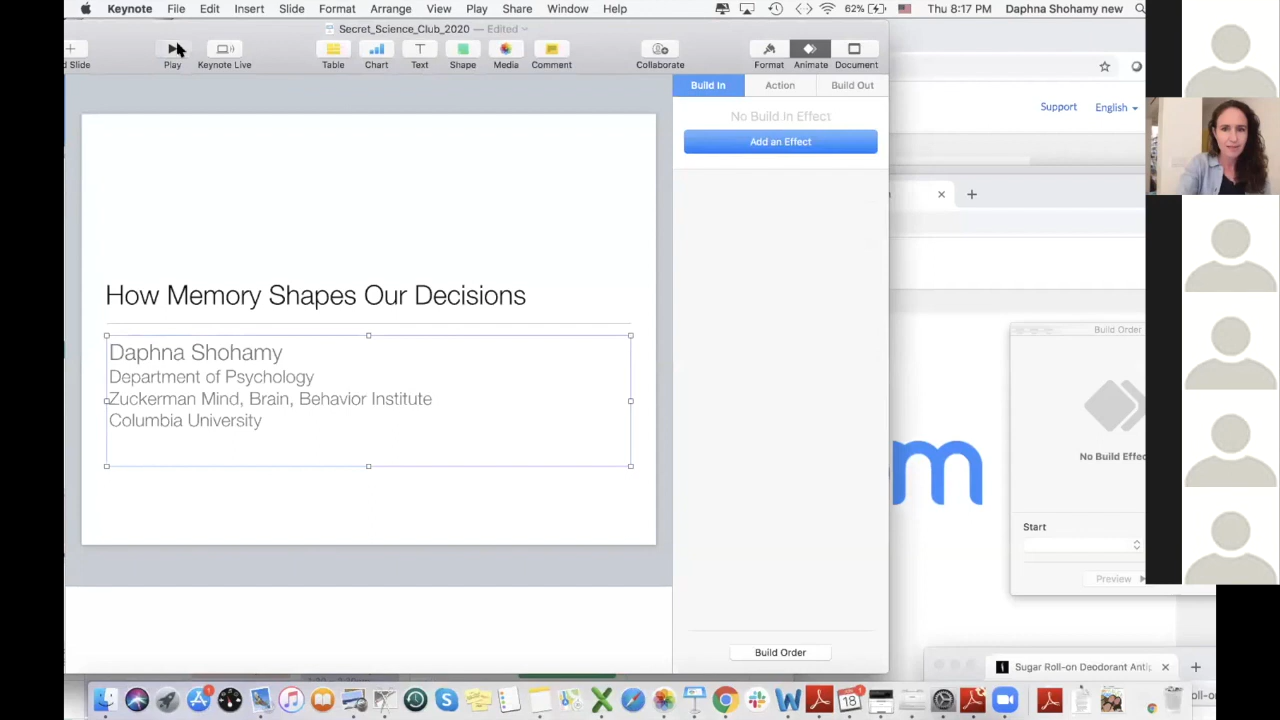 Keynote File Edit Insert Slide Format Arrange View Play Share Window Help 62% Thu 8:17 PM Daphna Shohamy new
Secret_Science_Club_2020 — Edited
d Slide Play Keynote Live Table Chart Text Shape Media Comment Collaborate Format Animate Document
Build In Action Build Out
No Build In Effect
Add an Effect
Support English
How Memory Shapes Our Decisions
Daphna Shohamy
Department of Psychology
Zuckerman Mind, Brain, Behavior Institute
Columbia University
Build Order
No Build Effec
Start
Preview
om
Build Order
Sugar Roll-on Deodorant Antip
18